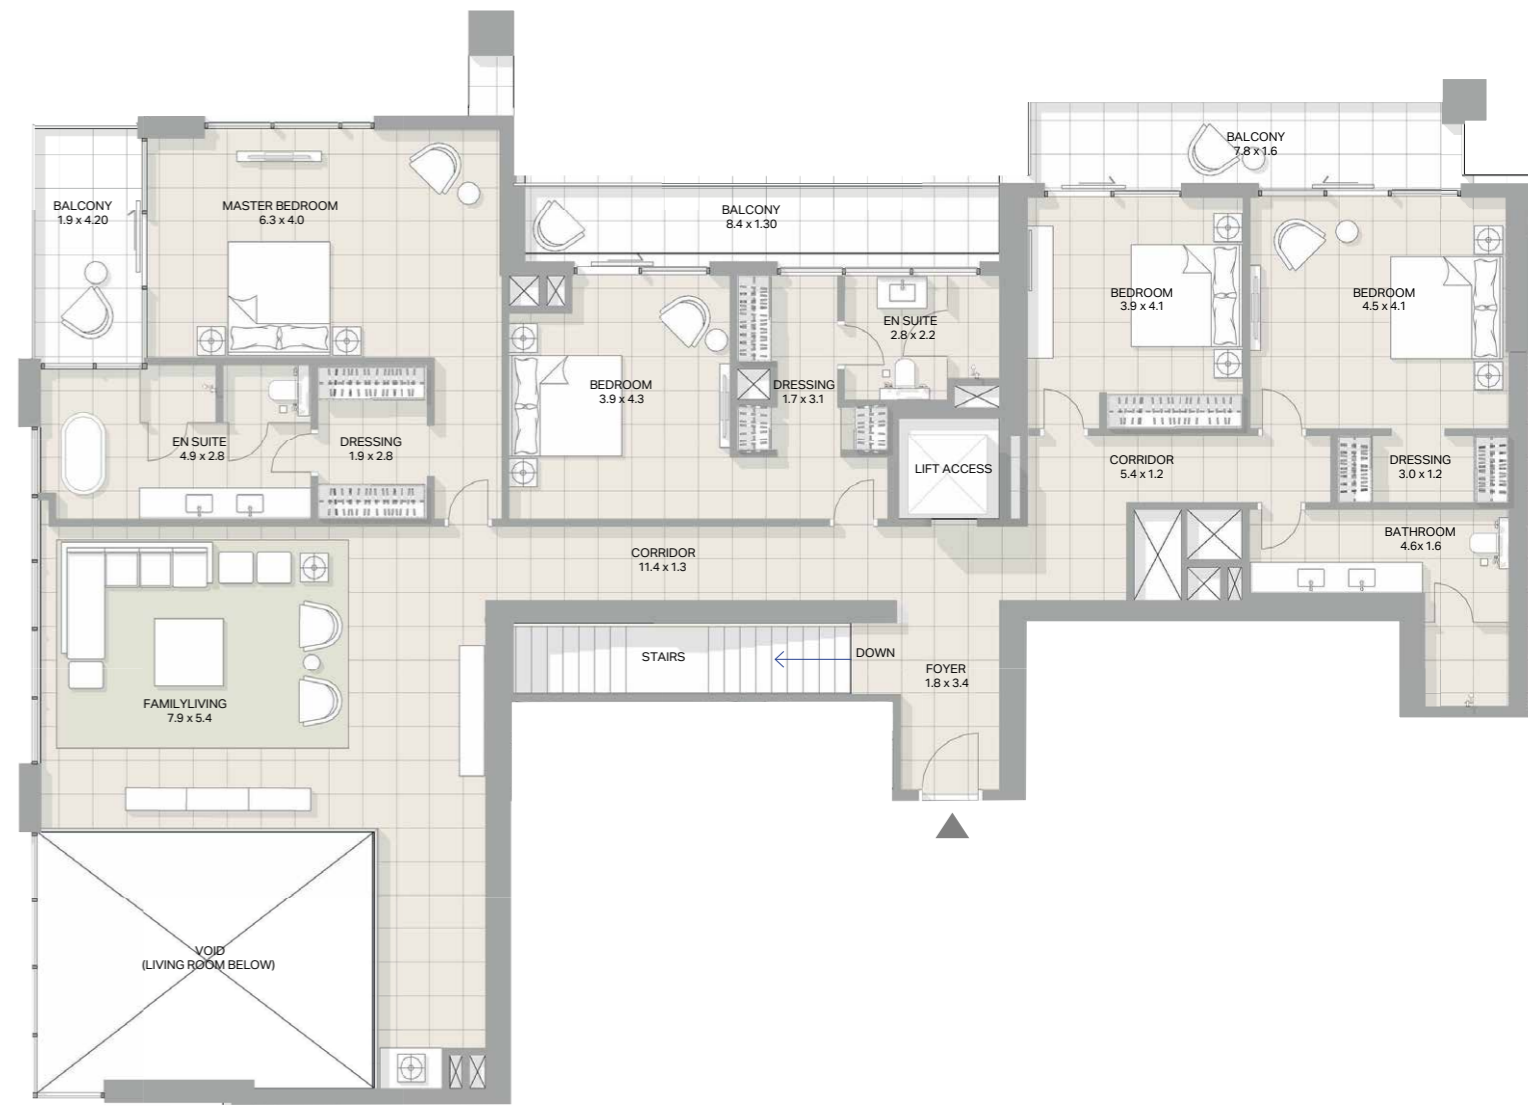 BALCONY
7.8 x 1.6
BALCONY
1.9 x 4.20
MASTER BEDROOM
6.3 x 4.0
BALCONY
8.4 x 1.30
BEDROOM
3.9 x 4.1
BEDROOM
4.5 x 4.1
EN SUITE
2.8 x 2.2
BEDROOM
3.9 x 4.3
DRESSING
1.7 x 3.1
EN SUITE
4.9 x 2.8
DRESSING
1.9 x 2.8
LIFT ACCESS
CORRIDOR
5.4 x 1.2
DRESSING
3.0 x 1.2
BATHROOM
4.6x 1.6
CORRIDOR
11.4 x 1.3
STAIRS
DOWN
FOYER
1.8 x 3.4
FAMILYLIVING
7.9 x 5.4
VOID
(LIVING ROOM BELOW)